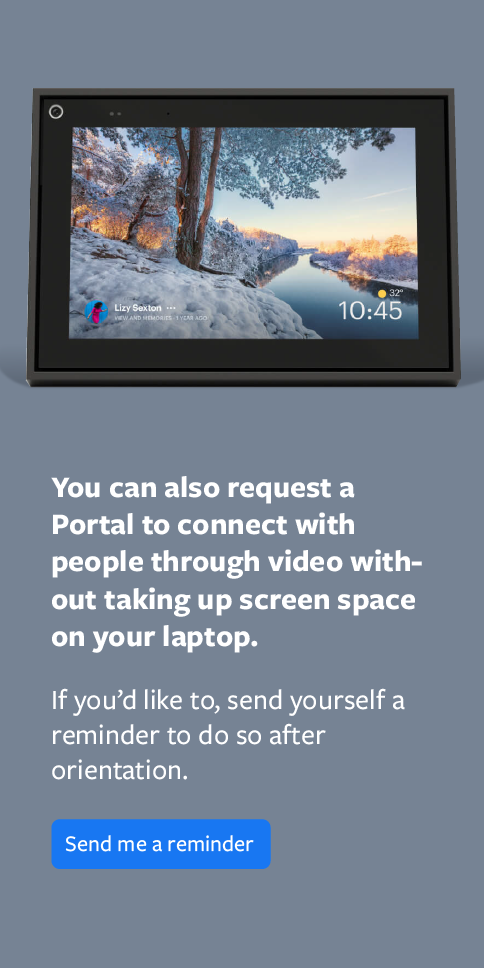 32°
10:45
Lizy Sexton ···
VIEW AND MEMORIES · 1 YEAR AGO
You can also request a
Portal to connect with
people through video with-
out taking up screen space
on your laptop.
If you’d like to, send yourself a
reminder to do so after
orientation.
Send me a reminder